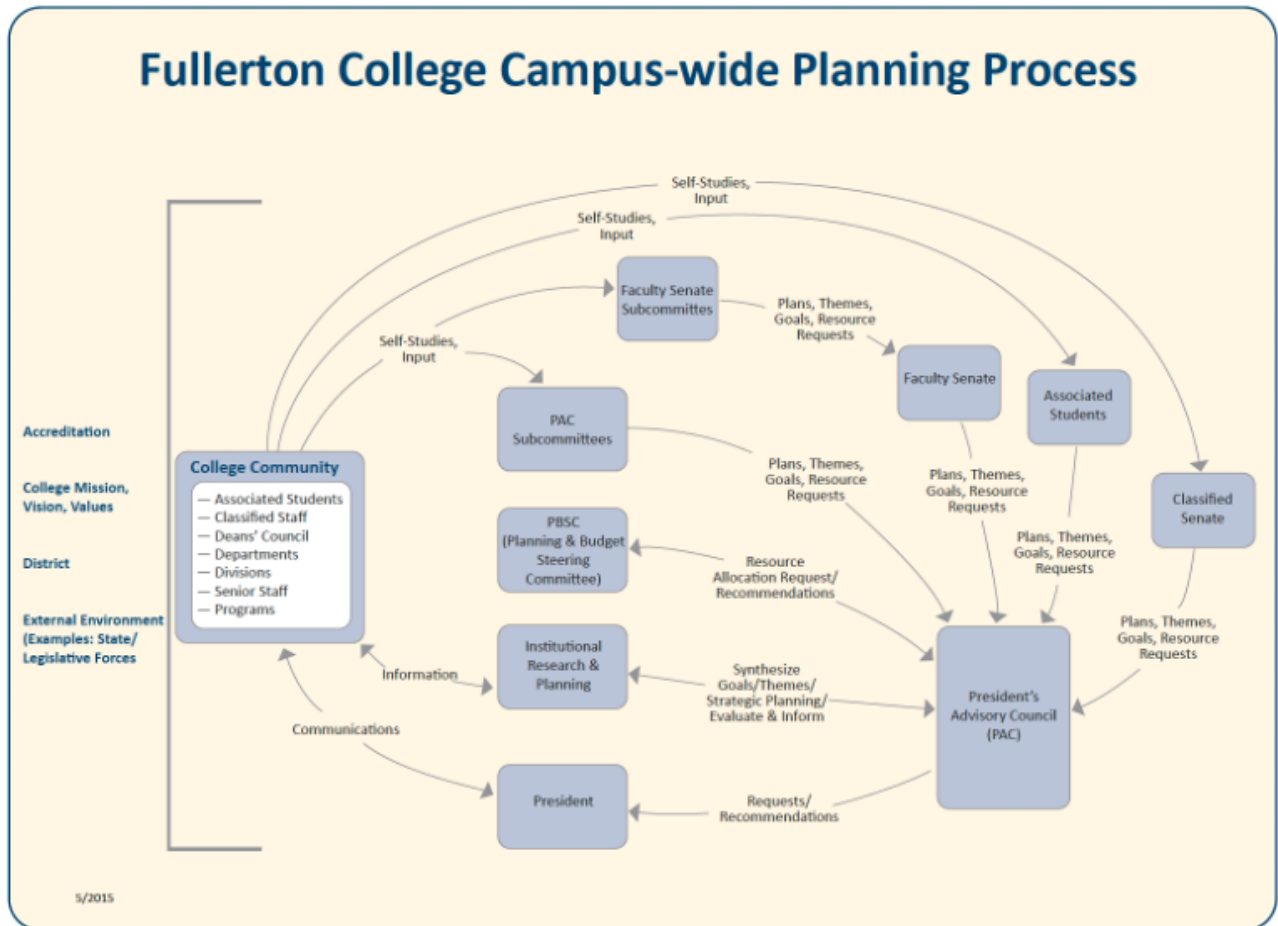 Fullerton College Campus-wide Planning Process
Self-Studies,
Input
Self-Studies,
Input
Faculty Senate
Subcommittes
Plans, Themes,
Goals, Resource
Requests
Self-Studies,
Input
Faculty Senate
Associated
Students
PAC
Subcommittees
Accreditation
College Mission,
Vision, Values
District
External Environment
(Examples: State/
Legislative Forces
College Community
— Associated Students
— Classified Staff
— Deans' Council
— Departments
— Divisions
— Senior Staff
— Programs
Plans, Themes,
Goals, Resource
Requests
Plans, Themes,
Goals, Resource
Requests
Classified
Senate
PBSC
(Planning & Budget
Steering
Committee)
Resource
Allocation Request/
Recommendations
Plans, Themes,
Goals, Resource
Requests
Plans, Themes,
Goals, Resource
Requests
Institutional
Research &
Planning
Information
Synthesize
Goals/Themes/
Strategic Planning/
Evaluate & Inform
President's
Advisory Council
(PAC)
Communications
President
Requests/
Recommendations
5/2015